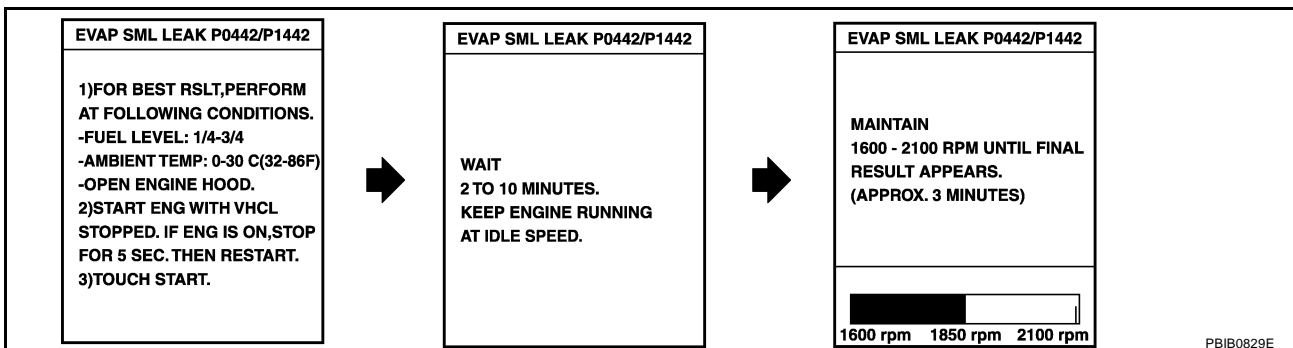 EVAP SML LEAK P0442/P1442
1)FOR BEST RSLT,PERFORM
AT FOLLOWING CONDITIONS.
-FUEL LEVEL: 1/4-3/4
-AMBIENT TEMP: 0-30 C(32-86F)
-OPEN ENGINE HOOD.
2)START ENG WITH VHCL
STOPPED. IF ENG IS ON,STOP
FOR 5 SEC. THEN RESTART.
3)TOUCH START.
EVAP SML LEAK P0442/P1442
WAIT
2 TO 10 MINUTES.
KEEP ENGINE RUNNING
AT IDLE SPEED.
EVAP SML LEAK P0442/P1442
MAINTAIN
1600 - 2100 RPM UNTIL FINAL
RESULT APPEARS.
(APPROX. 3 MINUTES)
1600 rpm 1850 rpm 2100 rpm
PBIB0829E